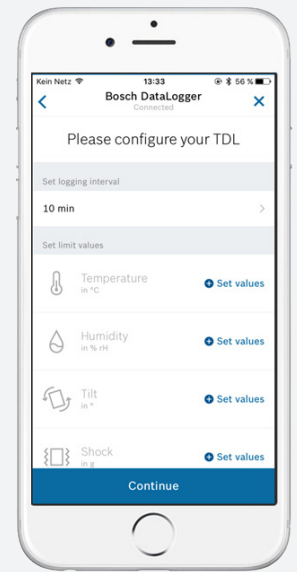 Kein Netz 13:33 56 %
Bosch DataLogger
Connected
Please configure your TDL
Set logging interval
10 min
Set limit values
Temperature
in °C
Set values
Humidity
in % rH
Set values
Tilt
in °
Set values
Shock
in g
Set values
Continue